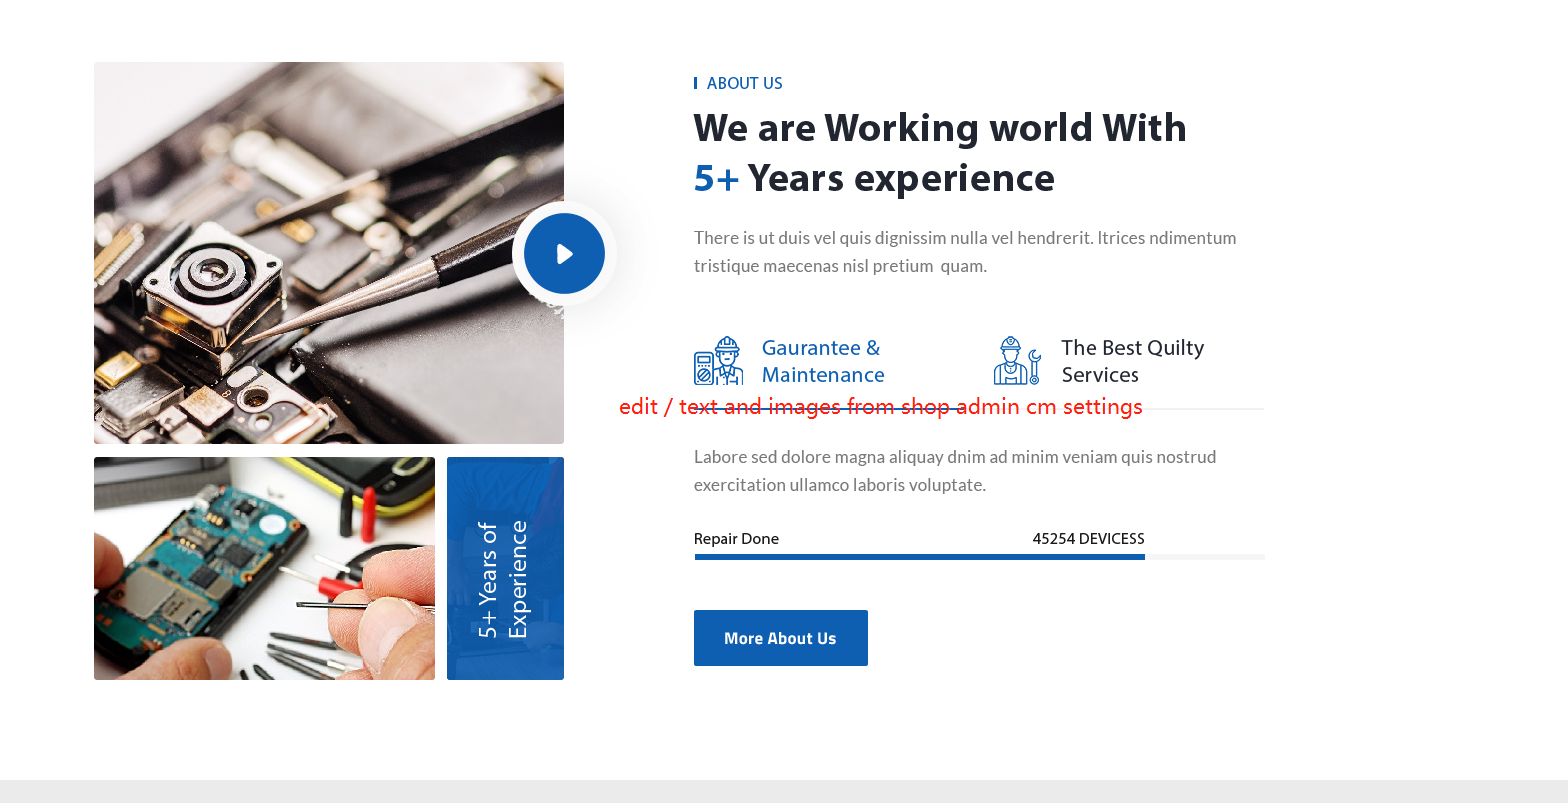 ABOUT US
We are Working world With
5+ Years experience
There is ut duis vel quis dignissim nulla vel hendrerit. Itrices ndimentum
tristique maecenas nisl pretium quam.
Gaurantee &
Maintenance
The Best Quilty
Services
edit / text and images from shop admin cm settings
Labore sed dolore magna aliquay dnim ad minim veniam quis nostrud
exercitation ullamco laboris voluptate.
Repair Done
45254 DEVICESS
More About Us
5+ Years of
Experience